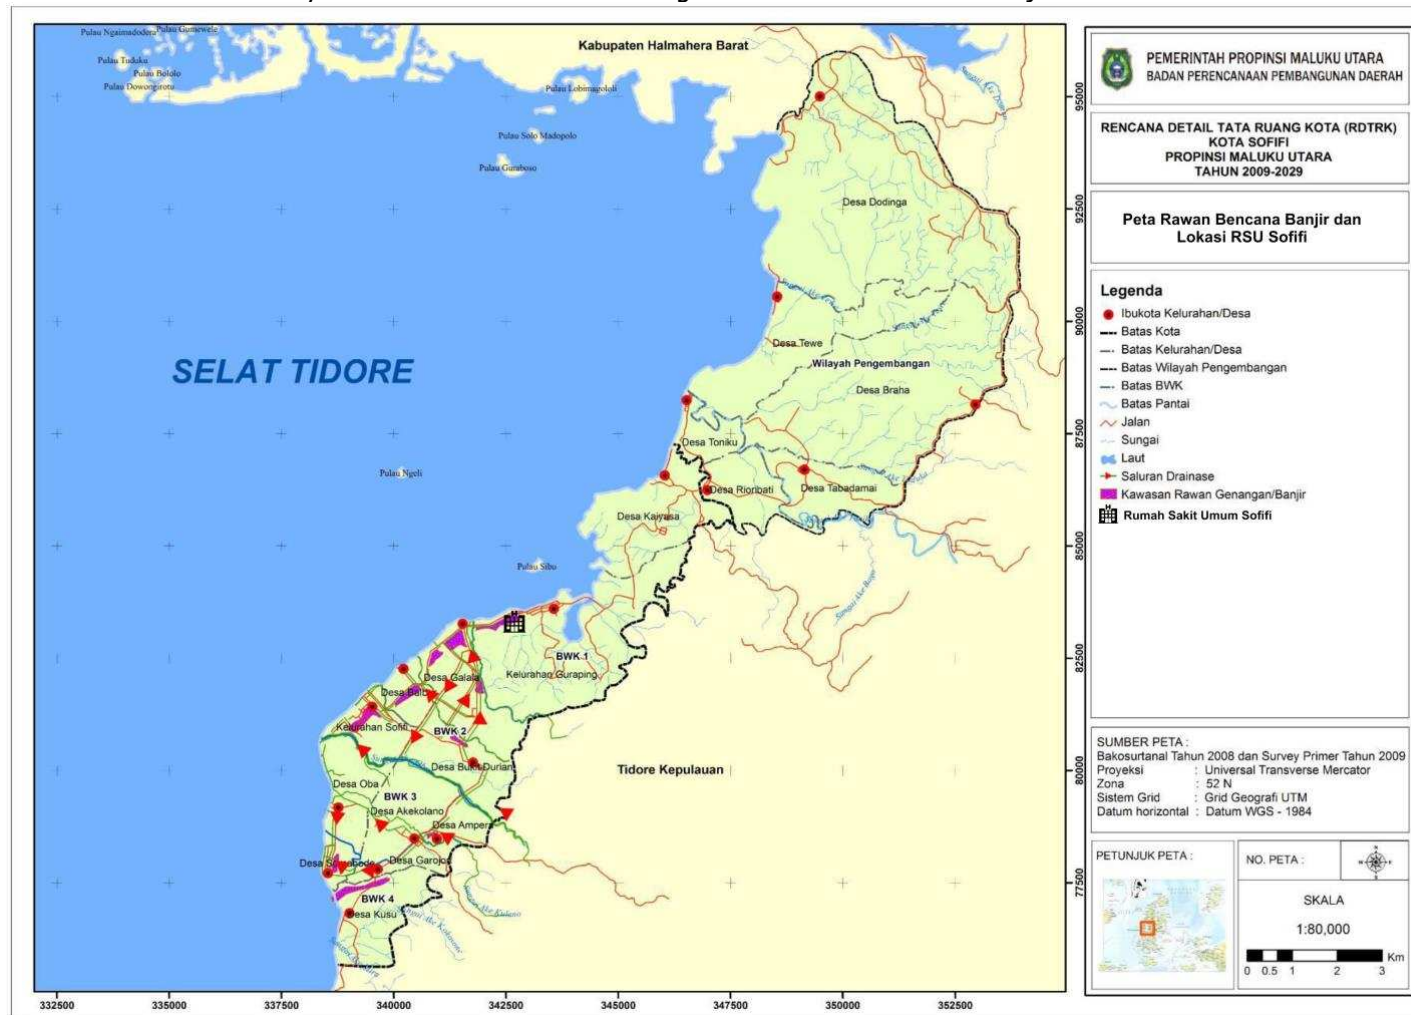 Kabupaten Halmahera Barat
Pulau Ngaimadodera
Pulau Gumewele
Pulau Tuduku
Pulau Bololo
Pulau Dowongirotu
Pulau Lobimagololi
Pulau Solo Madopolo
Pulau Guraboso
Desa Dodinga
SELAT TIDORE
Desa Tewe
Wilayah Pengembangan
Desa Braha
Desa Toniku
Pulau Ngeli
Desa Rioribati
Desa Tabadamai
Desa Kaiyasa
Pulau Sibu
BWK 1
Kelurahan Guraping
Desa Galala
Kelurahan Sofifi
BWK 2
Desa Bukit Durian
Tidore Kepulauan
Desa Oba
BWK 3
Desa Akekolano
Desa Ampera
Desa Garojou
BWK 4
Desa Kusu
332500
335000
337500
340000
342500
345000
347500
350000
352500
95000
92500
90000
87500
85000
82500
80000
77500
PEMERINTAH PROPINSI MALUKU UTARA
BADAN PERENCANAAN PEMBANGUNAN DAERAH
RENCANA DETAIL TATA RUANG KOTA (RDTRK)
KOTA SOFIFI
PROPINSI MALUKU UTARA
TAHUN 2009-2029
Peta Rawan Bencana Banjir dan
Lokasi RSU Sofifi
Legenda
Ibukota Kelurahan/Desa
Batas Kota
Batas Kelurahan/Desa
Batas Wilayah Pengembangan
Batas BWK
Batas Pantai
Jalan
Sungai
Laut
Saluran Drainase
Kawasan Rawan Genangan/Banjir
Rumah Sakit Umum Sofifi
SUMBER PETA :
Bakosurtanal Tahun 2008 dan Survey Primer Tahun 2009
Proyeksi : Universal Transverse Mercator
Zona : 52 N
Sistem Grid : Grid Geografi UTM
Datum horizontal : Datum WGS - 1984
PETUNJUK PETA :
NO. PETA :
SKALA
1:80,000
0 0.5 1 2 3 Km